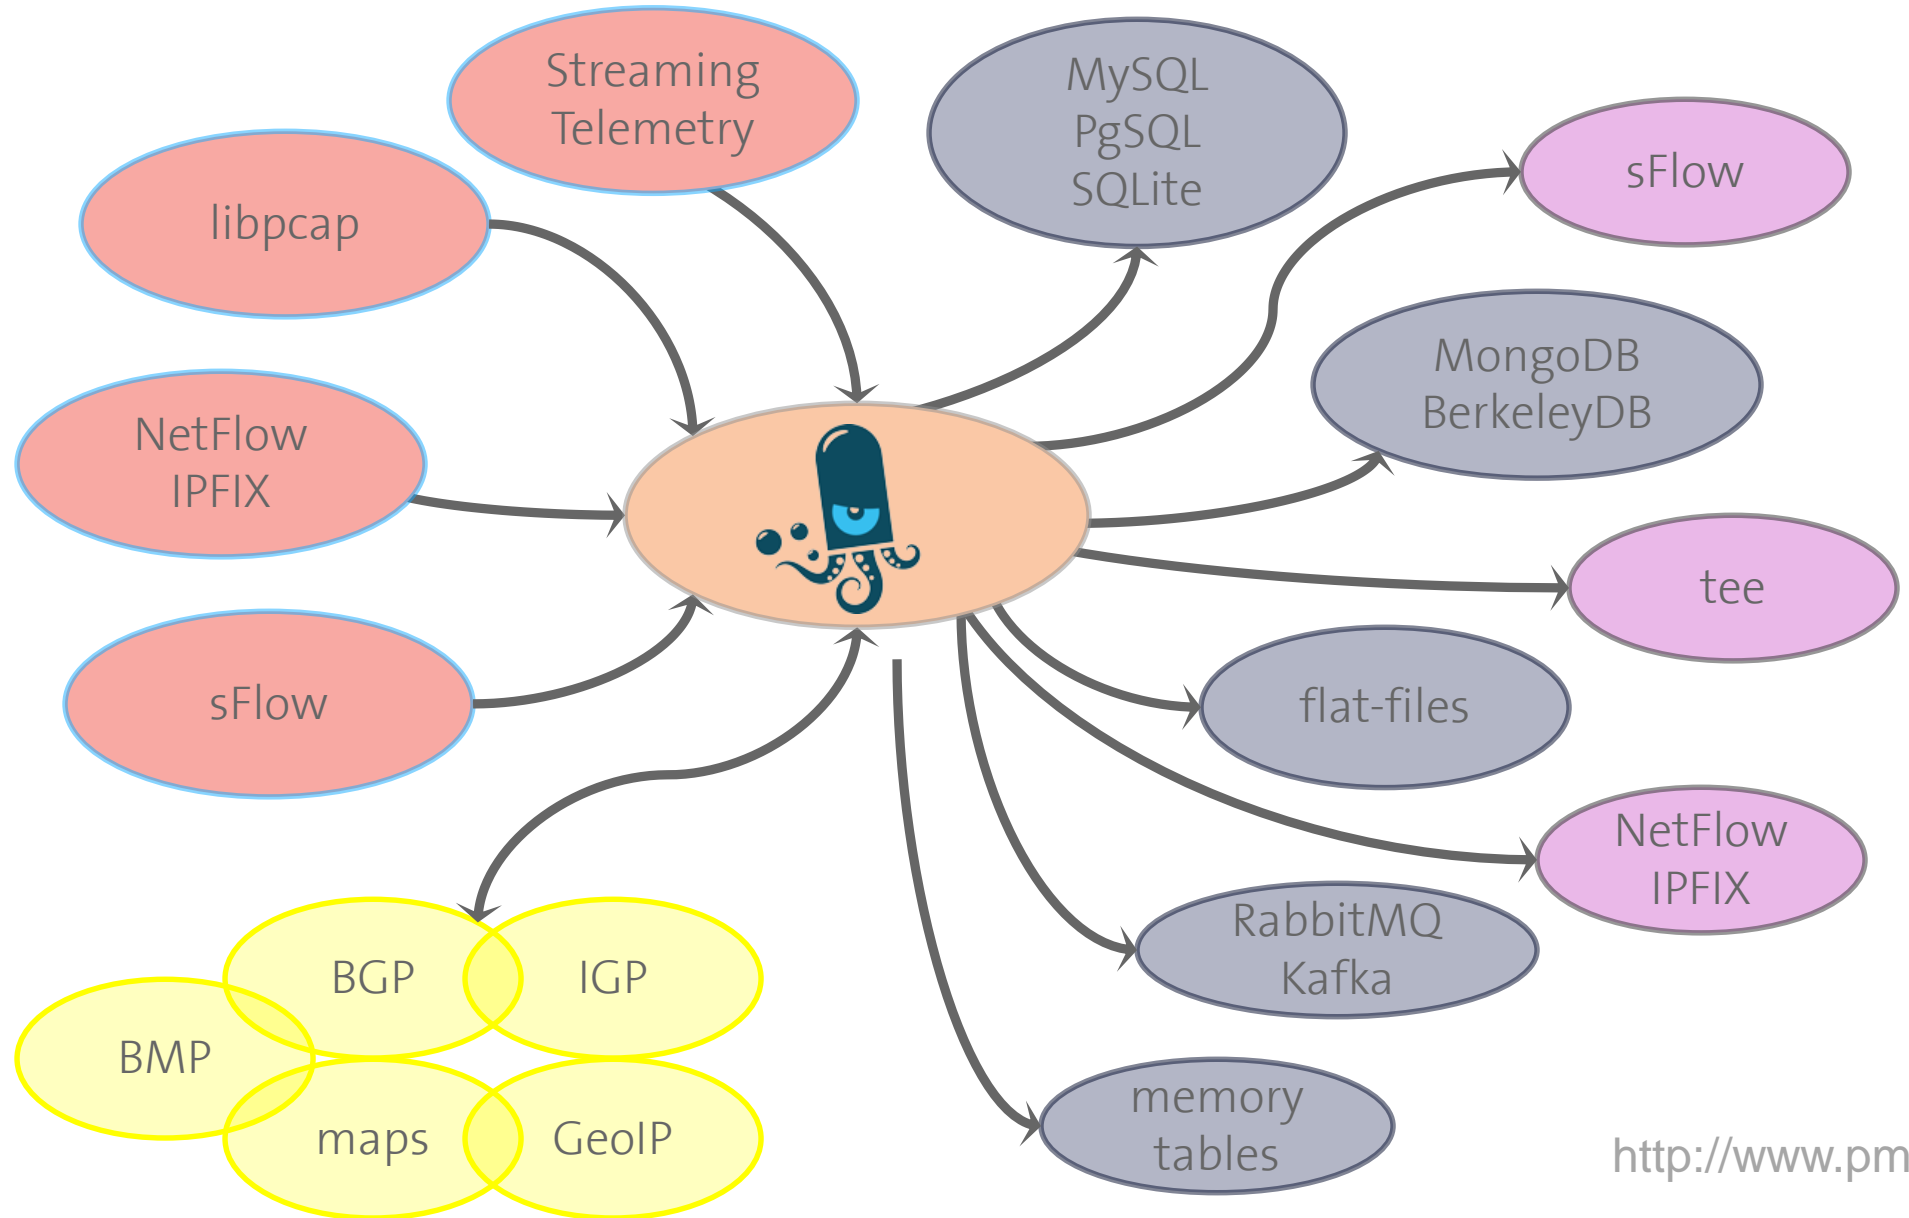 Streaming
Telemetry
MySQL
PgSQL
SQLite
sFlow
libpcap
MongoDB
BerkeleyDB
NetFlow
IPFIX
tee
sFlow
flat-files
NetFlow
IPFIX
RabbitMQ
Kafka
BGP
IGP
BMP
memory
tables
maps
GeoIP
http://www.pm